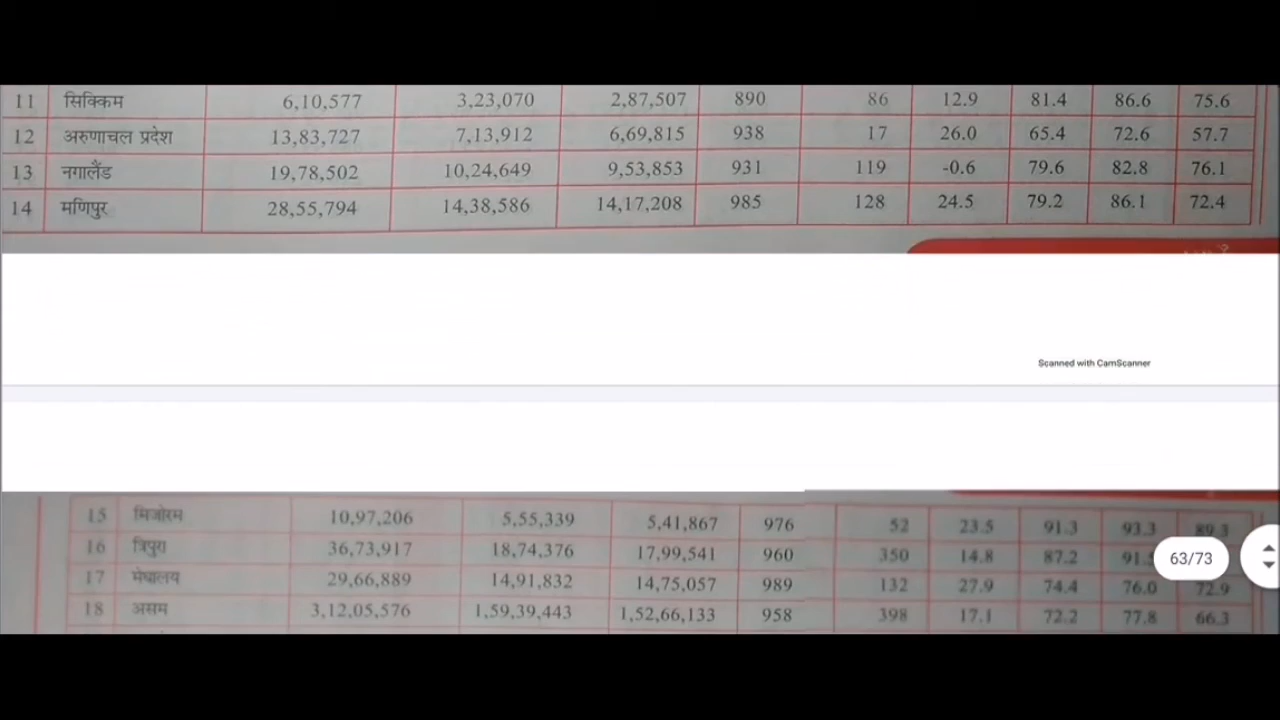 11 सिक्किम 6,10,577 3,23,070 2,87,507 890 86 12.9 81.4 86.6 75.6
12 अरुणाचल प्रदेश 13,83,727 7,13,912 6,69,815 938 17 26.0 65.4 72.6 57.7
13 नगालैंड 19,78,502 10,24,649 9,53,853 931 119 -0.6 79.6 82.8 76.1
14 मणिपुर 28,55,794 14,38,586 14,17,208 985 128 24.5 79.2 86.1 72.4
Scanned with CamScanner
15 मिजोरम 10,97,206 5,55,339 5,41,867 976 52 23.5 91.3 93.3 89.3
16 त्रिपुरा 36,73,917 18,74,376 17,99,541 960 350 14.8 87.2
63/73
17 मेघालय 29,66,889 14,91,832 14,75,057 989 132 27.9 74.4 76.0 72.9
18 असम 3,12,05,576 1,59,39,443 1,52,66,133 958 398 17.1 72.2 77.8 66.3